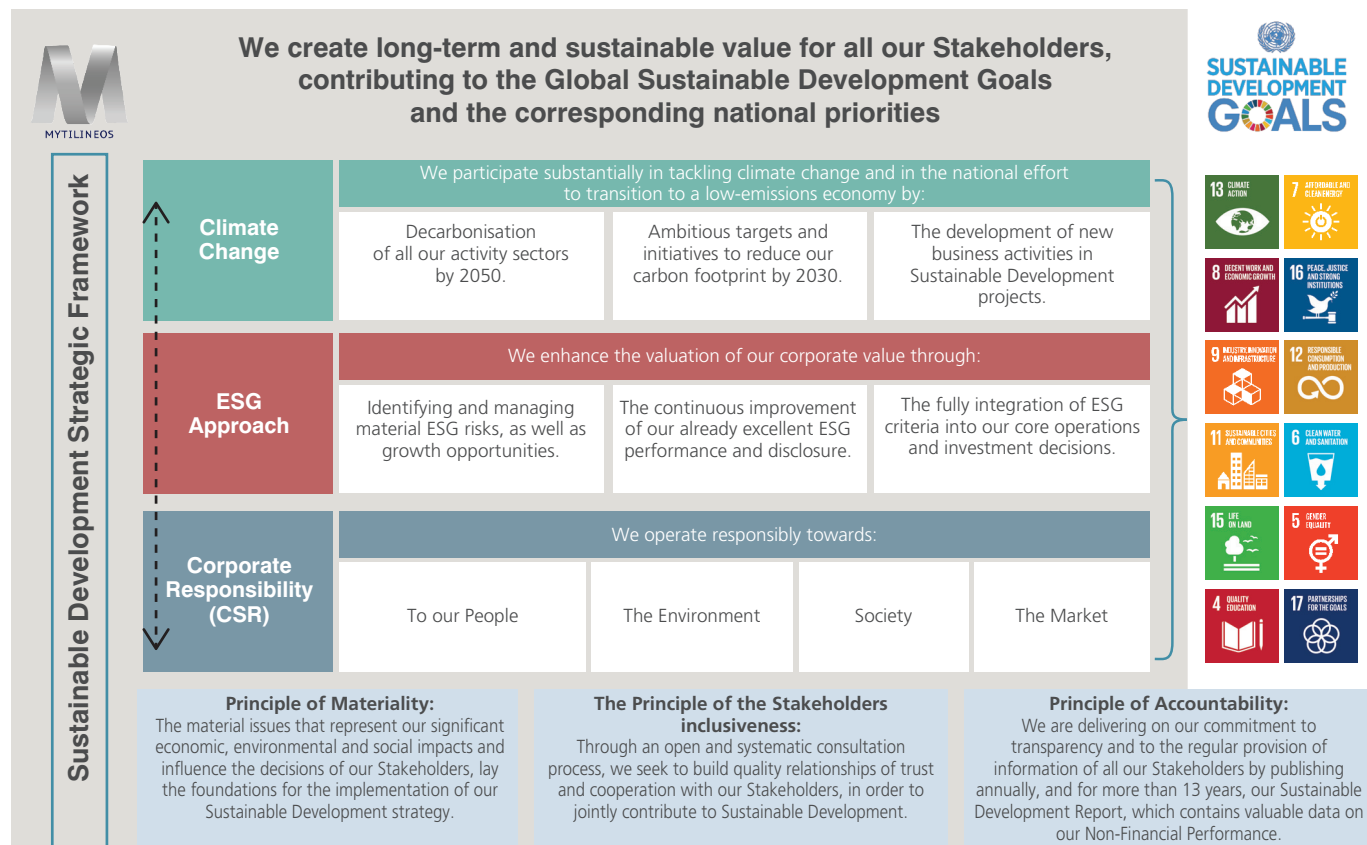 We create long-term and sustainable value for all our Stakeholders,
contributing to the Global Sustainable Development Goals
and the corresponding national priorities
MYTILINEOS
SUSTAINABLE
DEVELOPMENT
GOALS
Sustainable Development Strategic Framework
Climate
Change
We participate substantially in tackling climate change and in the national effort
to transition to a low-emissions economy by:
Decarbonisation
of all our activity sectors
by 2050.
Ambitious targets and
initiatives to reduce our
carbon footprint by 2030.
The development of new
business activities in
Sustainable Development
projects.
ESG
Approach
We enhance the valuation of our corporate value through:
Identifying and managing
material ESG risks, as well as
growth opportunities.
The continuous improvement
of our already excellent ESG
performance and disclosure.
The fully integration of ESG
criteria into our core operations
and investment decisions.
Corporate
Responsibility
(CSR)
We operate responsibly towards:
To our People
The Environment
Society
The Market
13 CLIMATE
ACTION
7 AFFORDABLE AND
CLEAN ENERGY
8 DECENT WORK AND
ECONOMIC GROWTH
16 PEACE, JUSTICE
AND STRONG
INSTITUTIONS
9 INDUSTRY, INNOVATION
AND INFRASTRUCTURE
12 RESPONSIBLE
CONSUMPTION
AND PRODUCTION
11 SUSTAINABLE CITIES
AND COMMUNITIES
6 CLEAN WATER
AND SANITATION
15 LIFE
ON LAND
5 GENDER
EQUALITY
4 QUALITY
EDUCATION
17 PARTNERSHIPS
FOR THE GOALS
Principle of Materiality:
The material issues that represent our significant
economic, environmental and social impacts and
influence the decisions of our Stakeholders, lay
the foundations for the implementation of our
Sustainable Development strategy.
The Principle of the Stakeholders
inclusiveness:
Through an open and systematic consultation
process, we seek to build quality relationships of trust
and cooperation with our Stakeholders, in order to
jointly contribute to Sustainable Development.
Principle of Accountability:
We are delivering on our commitment to
transparency and to the regular provision of
information of all our Stakeholders by publishing
annually, and for more than 13 years, our Sustainable
Development Report, which contains valuable data on
our Non-Financial Performance.